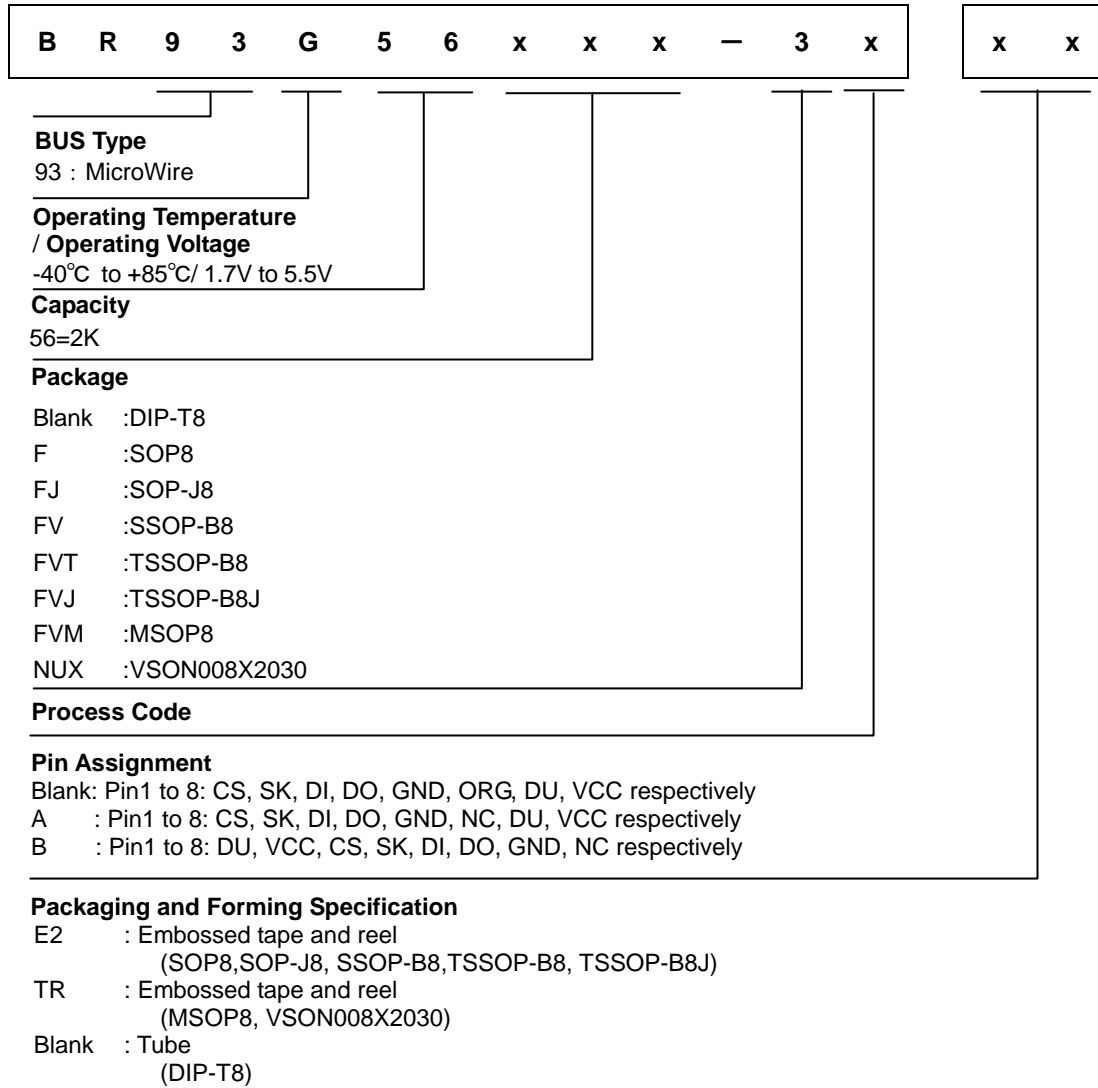 B R 9 3 G 5 6 x x x － 3 x x x
BUS Type
93：MicroWire
Operating Temperature
/ Operating Voltage
-40℃ to +85℃/ 1.7V to 5.5V
Capacity
56=2K
Package
Blank :DIP-T8
F :SOP8
FJ :SOP-J8
FV :SSOP-B8
FVT :TSSOP-B8
FVJ :TSSOP-B8J
FVM :MSOP8
NUX :VSON008X2030
Process Code
Pin Assignment
Blank: Pin1 to 8: CS, SK, DI, DO, GND, ORG, DU, VCC respectively
A : Pin1 to 8: CS, SK, DI, DO, GND, NC, DU, VCC respectively
B : Pin1 to 8: DU, VCC, CS, SK, DI, DO, GND, NC respectively
Packaging and Forming Specification
E2 : Embossed tape and reel
(SOP8,SOP-J8, SSOP-B8,TSSOP-B8, TSSOP-B8J)
TR : Embossed tape and reel
(MSOP8, VSON008X2030)
Blank : Tube
(DIP-T8)